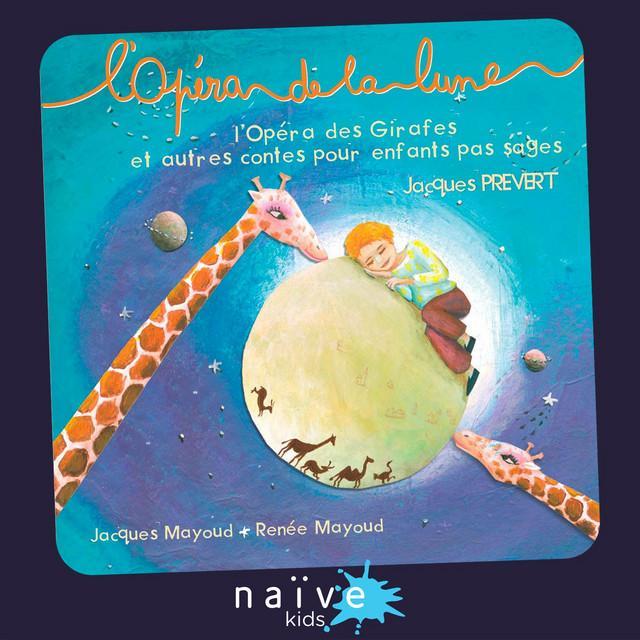 l'Opéra de la lune
l'Opéra des Girafes
et autres contes pour enfants pas sages
Jacques PREVERT
Jacques Mayoud + Renée Mayoud
naïve
kids